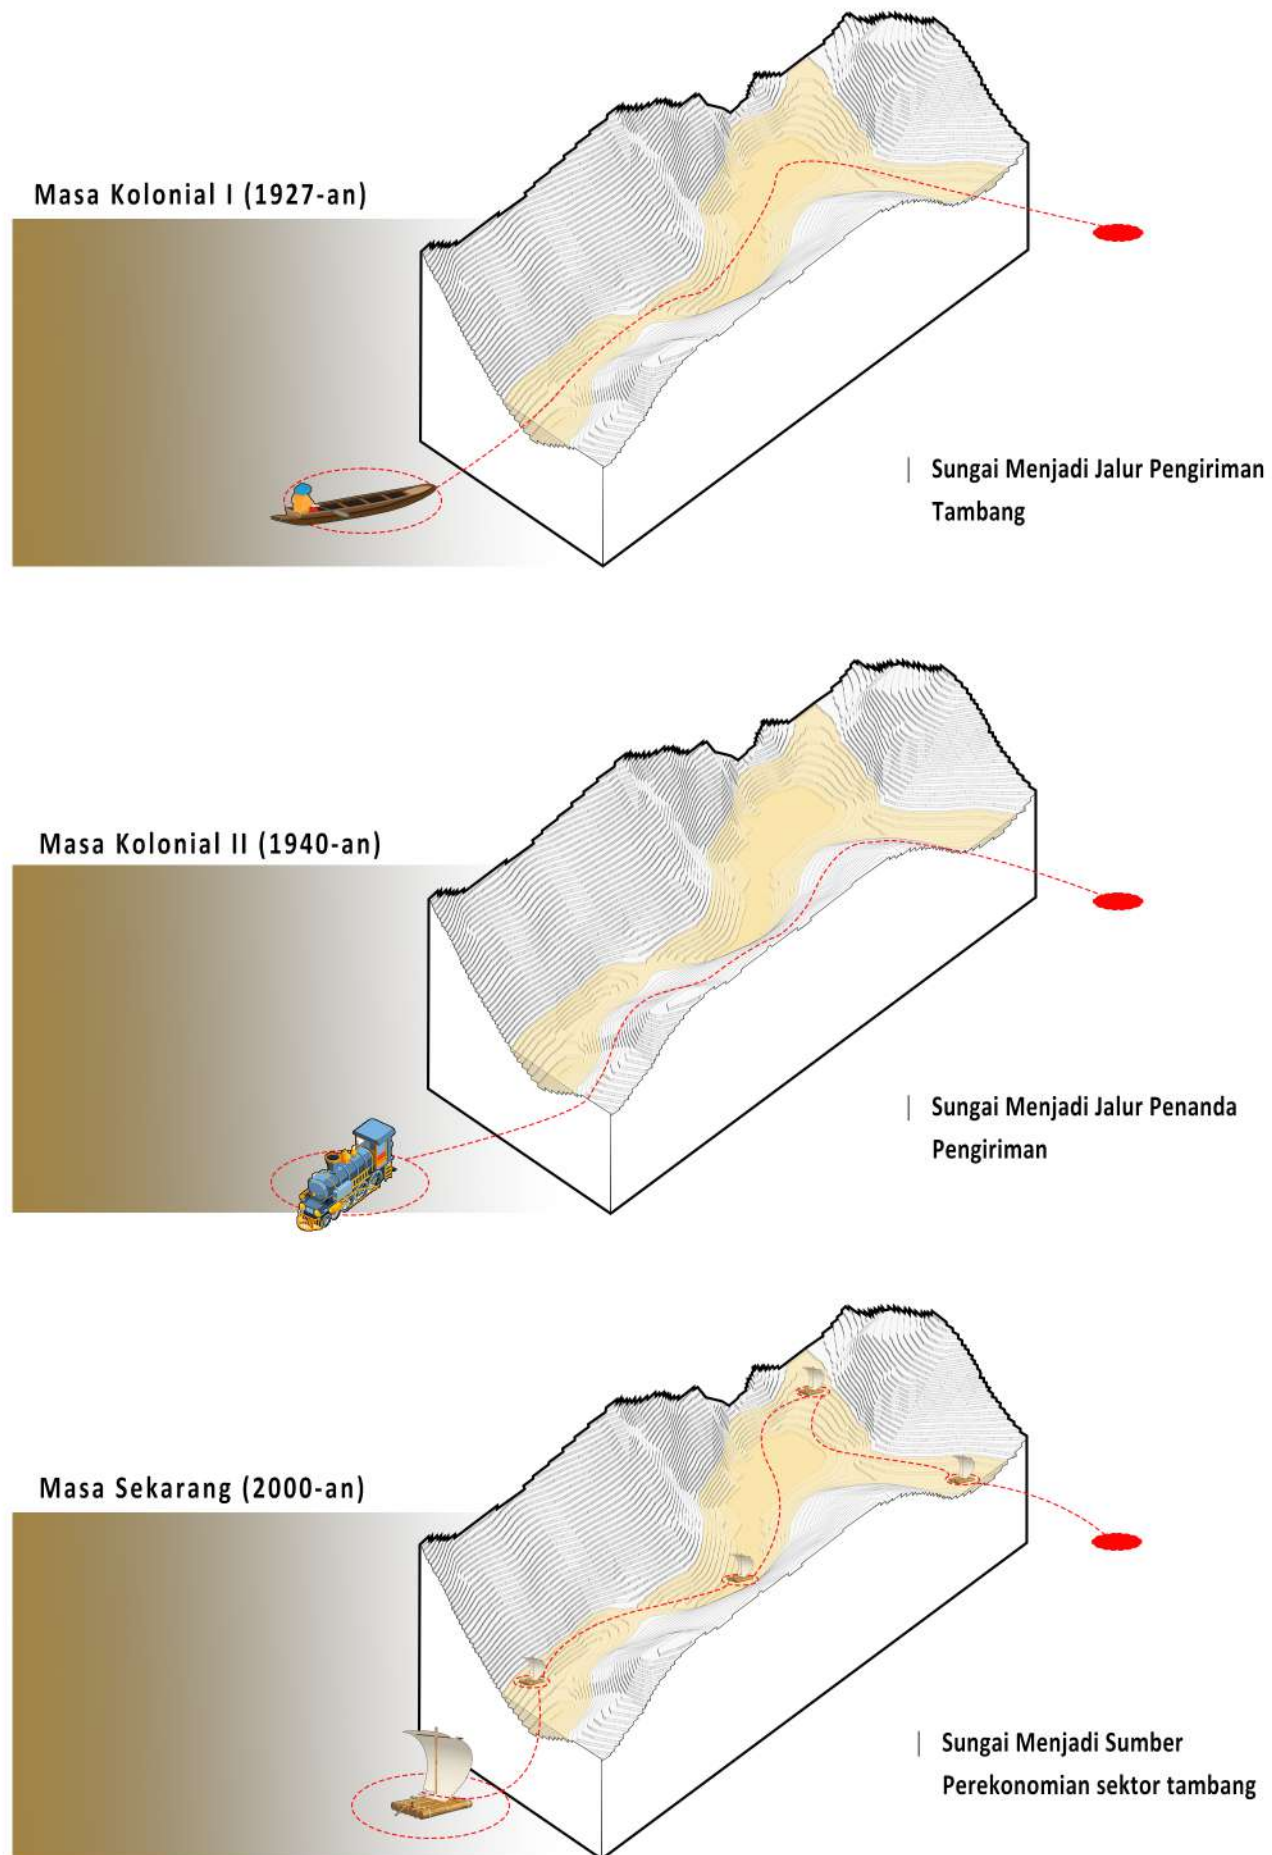 Masa Kolonial I (1927-an)
| Sungai Menjadi Jalur Pengiriman
Tambang
Masa Kolonial II (1940-an)
| Sungai Menjadi Jalur Penanda
Pengiriman
Masa Sekarang (2000-an)
| Sungai Menjadi Sumber
Perekonomian sektor tambang